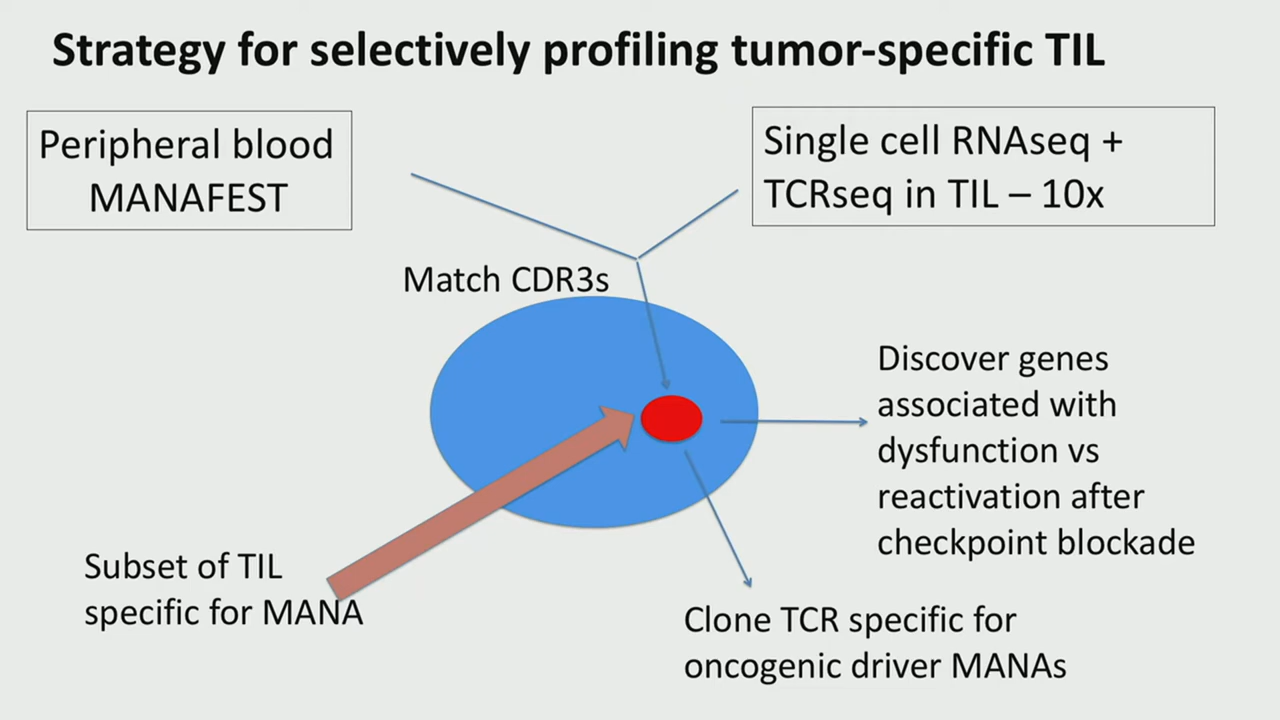 Strategy for selectively profiling tumor-specific TIL
Peripheral blood
MANAFEST
Single cell RNAseq +
TCRseq in TIL – 10x
Match CDR3s
Discover genes
associated with
dysfunction vs
reactivation after
checkpoint blockade
Subset of TIL
specific for MANA
Clone TCR specific for
oncogenic driver MANAs